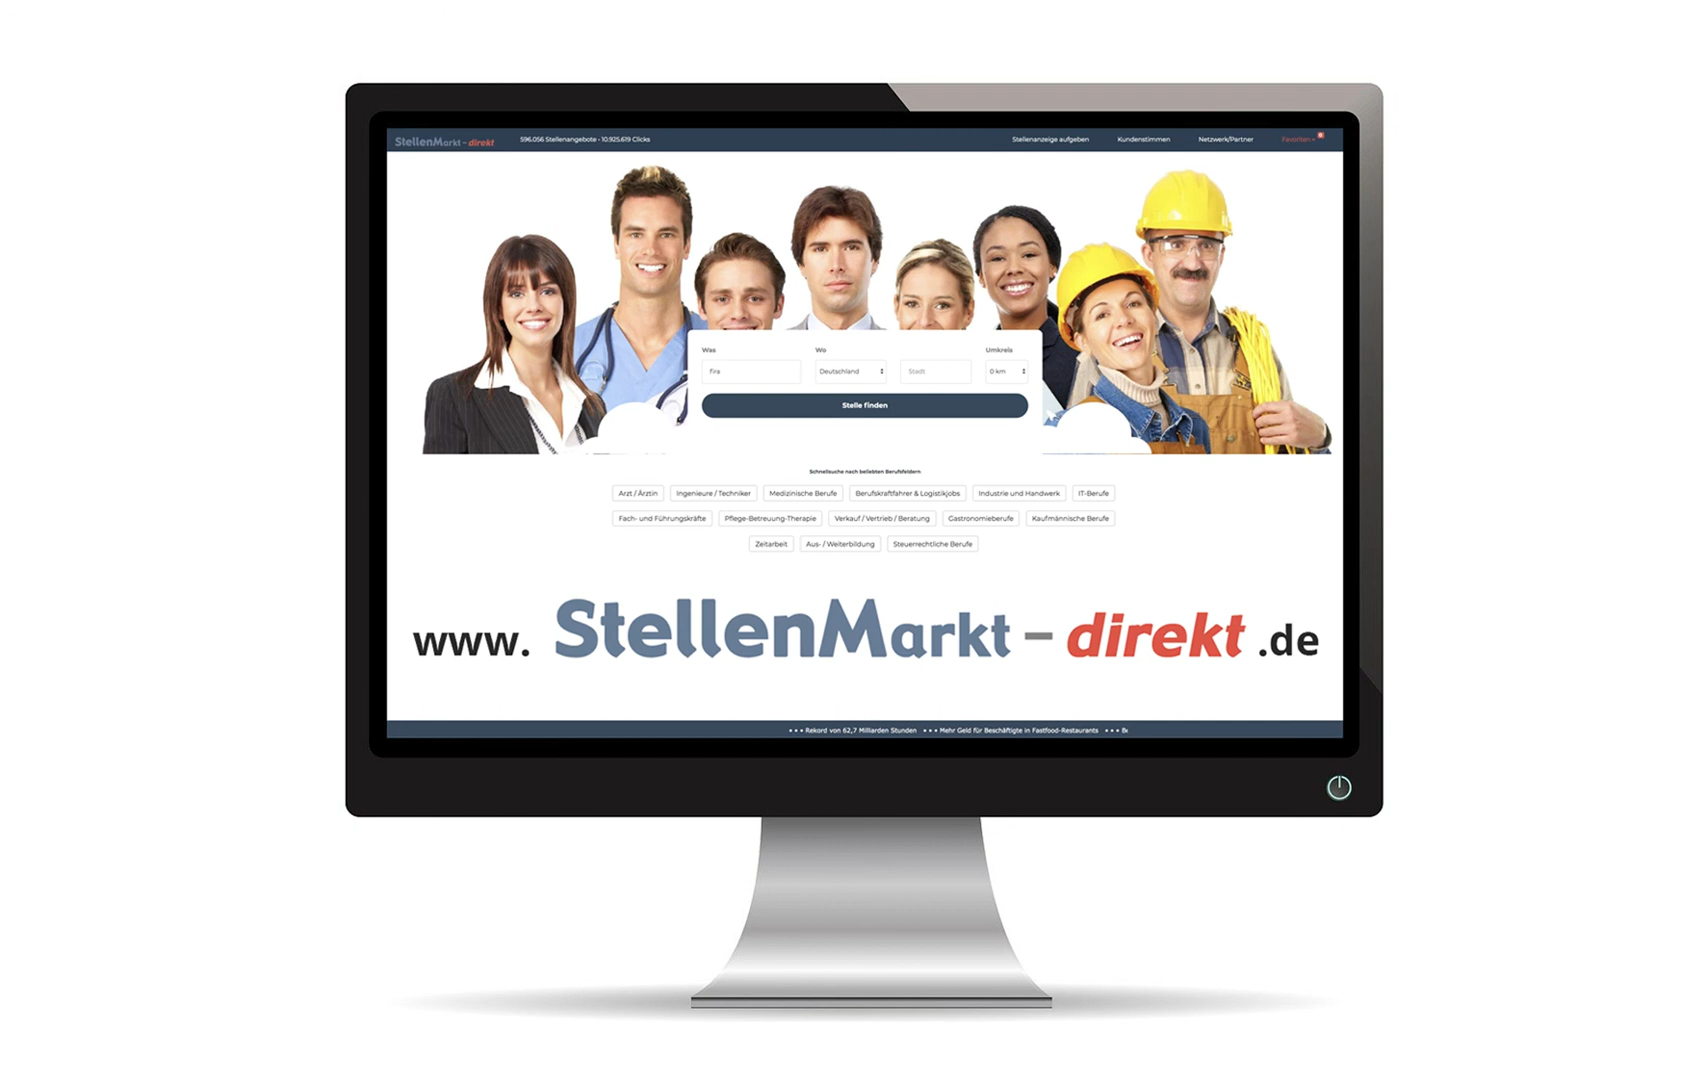 StellenMarkt-direkt 596.056 Stellenangebote • 10.925.619 Clicks Stellenanzeige aufgeben Kundenstimmen Netzwerk/Partner Favoriten
Was Wo Umkreis
fira Deutschland Stadt 0 km
Stelle finden
Schnellsuche nach beliebten Berufsfeldern
Arzt / Ärztin Ingenieure / Techniker Medizinische Berufe Berufskraftfahrer & Logistikjobs Industrie und Handwerk IT-Berufe
Fach- und Führungskräfte Pflege-Betreuung-Therapie Verkauf / Vertrieb / Beratung Gastronomieberufe Kaufmännische Berufe
Zeitarbeit Aus- / Weiterbildung Steuerrechtliche Berufe
www. StellenMarkt-direkt .de
••• Rekord von 62,7 Milliarden Stunden ••• Mehr Geld für Beschäftigte in Fastfood-Restaurants •••